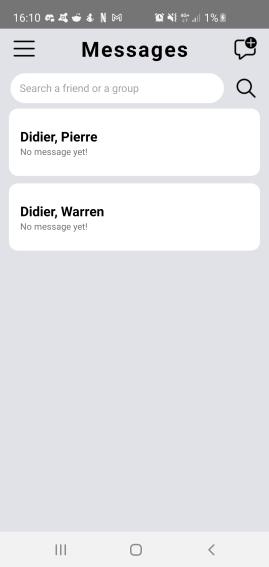 16:10 1%
Messages
Search a friend or a group
Didier, Pierre
No message yet!
Didier, Warren
No message yet!